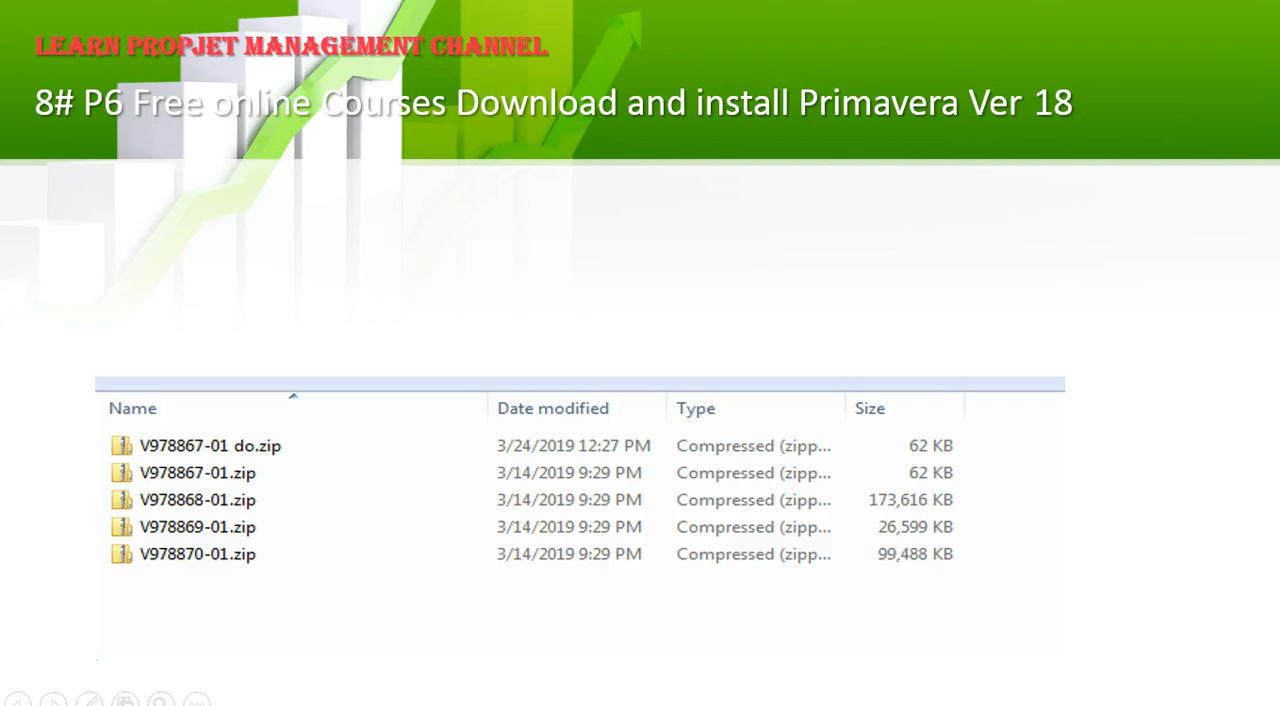 LEARN PROPJET MANAGEMENT CHANNEL
8# P6 Free online Courses Download and install Primavera Ver 18
Name Date modified Type Size
V978867-01 do.zip 3/24/2019 12:27 PM Compressed (zipp... 62 KB
V978867-01.zip 3/14/2019 9:29 PM Compressed (zipp... 62 KB
V978868-01.zip 3/14/2019 9:29 PM Compressed (zipp... 173,616 KB
V978869-01.zip 3/14/2019 9:29 PM Compressed (zipp... 26,599 KB
V978870-01.zip 3/14/2019 9:29 PM Compressed (zipp... 99,488 KB